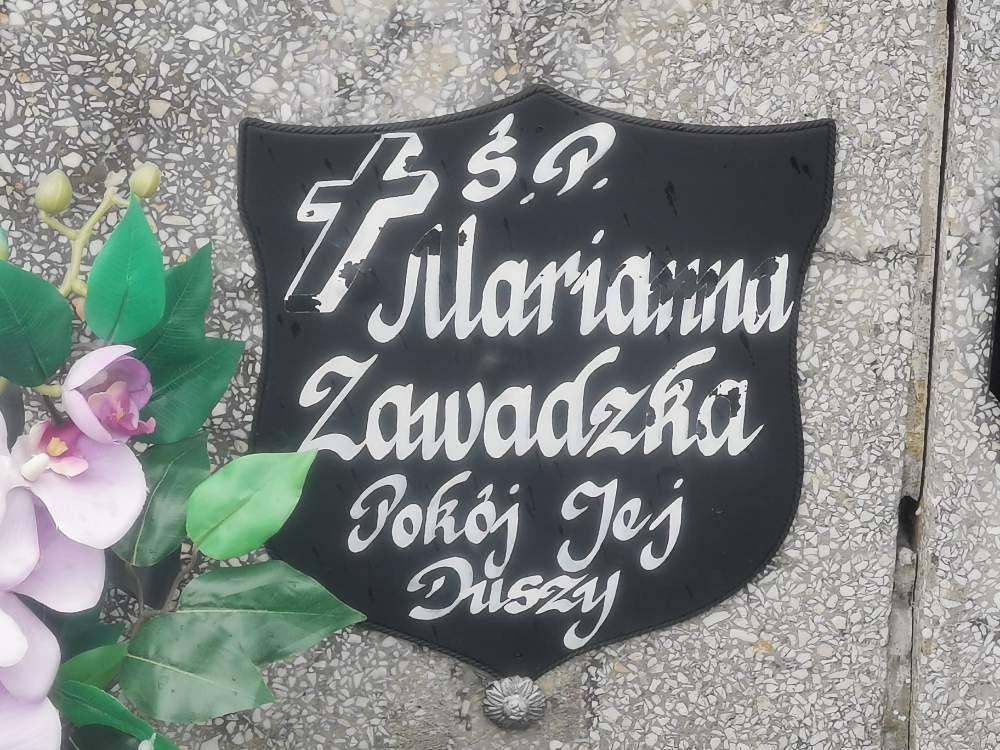 Ś.P.
Marianna
Zawadzka
Pokój Jej
Duszy